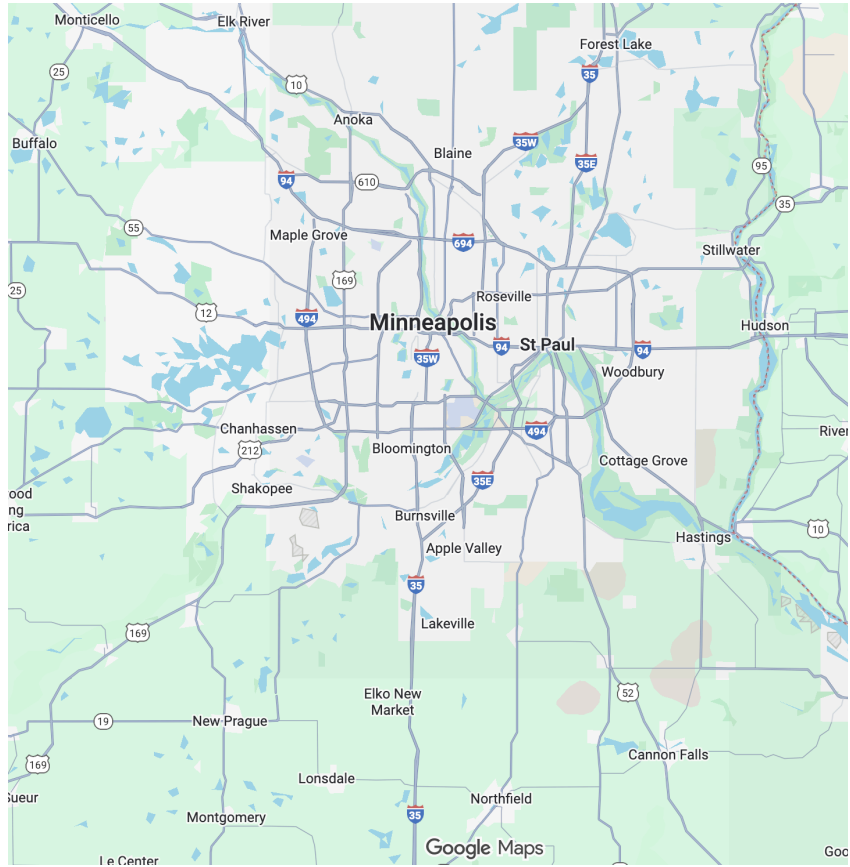 Monticello
Elk River
Forest Lake
25
10
35
Anoka
35W
Buffalo
Blaine
35E
94
610
95
35
55
Maple Grove
694
Stillwater
169
25
Roseville
12
494
Minneapolis
Hudson
St Paul
94
94
35W
Woodbury
Chanhassen
494
River
212
Bloomington
Cottage Grove
35E
Shakopee
ood
ng
rica
Burnsville
10
Hastings
Apple Valley
35
Lakeville
169
52
Elko New
Market
19
New Prague
Cannon Falls
169
Lonsdale
Sueur
Northfield
Montgomery
35
Google Maps
Goo
Le Center